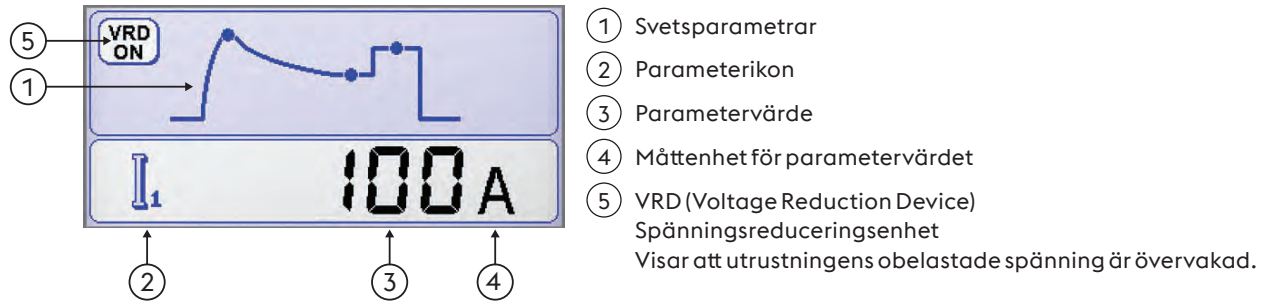 5
VRD
ON
1
I1
100 A
2
3
4
1 Svetsparametrar
2 Parameterikon
3 Parametervärde
4 Måttenhet för parametervärdet
5 VRD (Voltage Reduction Device)
Spänningsreduceringsenhet
Visar att utrustningens obelastade spänning är övervakad.